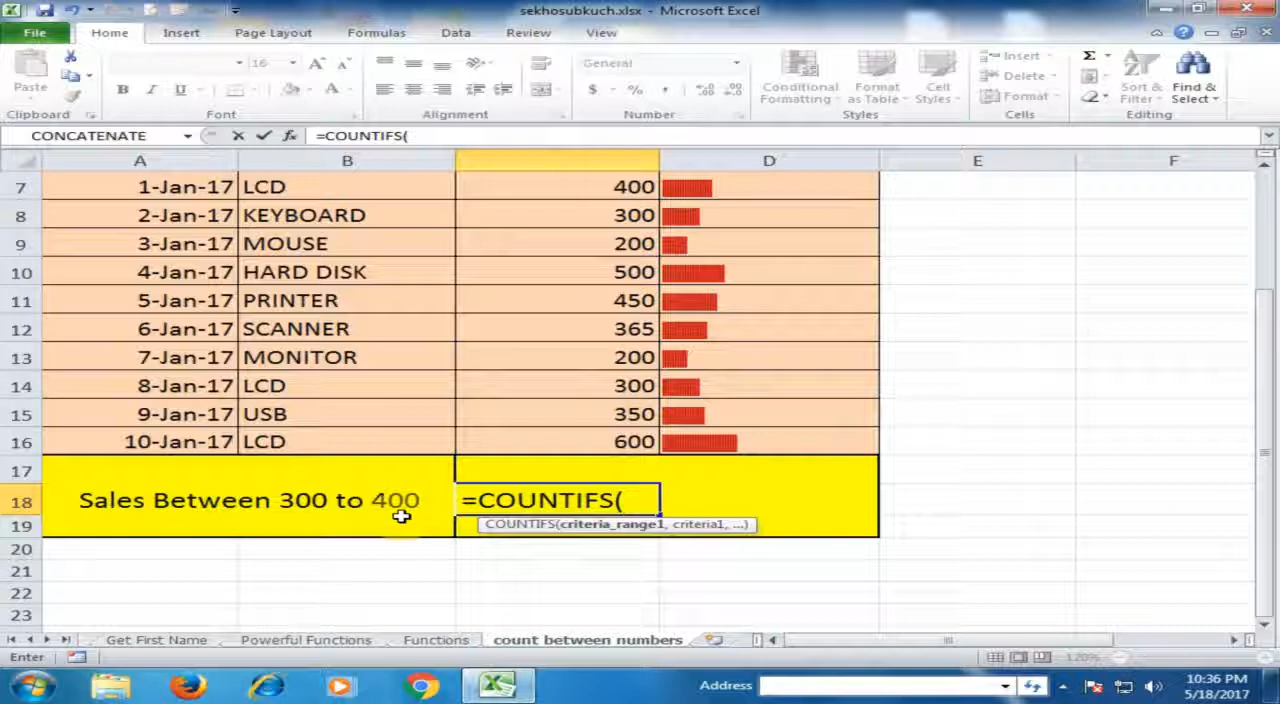 sekhosubkuch.xlsx - Microsoft Excel
File Home Insert Page Layout Formulas Data Review View
Paste
16
General
Conditional Formatting
Format as Table
Cell Styles
Insert
Delete
Format
Sort & Filter
Find & Select
Clipboard Font Alignment Number Styles Cells Editing
CONCATENATE =COUNTIFS(
A B D E F
7 1-Jan-17 LCD 400
8 2-Jan-17 KEYBOARD 300
9 3-Jan-17 MOUSE 200
10 4-Jan-17 HARD DISK 500
11 5-Jan-17 PRINTER 450
12 6-Jan-17 SCANNER 365
13 7-Jan-17 MONITOR 200
14 8-Jan-17 LCD 300
15 9-Jan-17 USB 350
16 10-Jan-17 LCD 600
17
18 Sales Between 300 to 400 =COUNTIFS(
19 COUNTIFS(criteria_range1, criteria1, ...)
20
21
22
23
Get First Name Powerful Functions Functions count between numbers
Enter 120%
Address 10:36 PM
5/18/2017